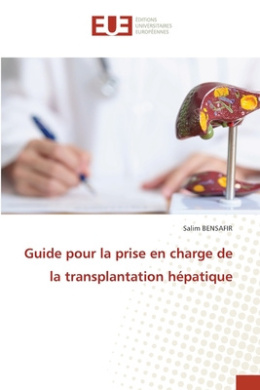 EUE
ÉDITIONS
UNIVERSITAIRES
EUROPÉENNES
Salim BENSAFIR
Guide pour la prise en charge de
la transplantation hépatique